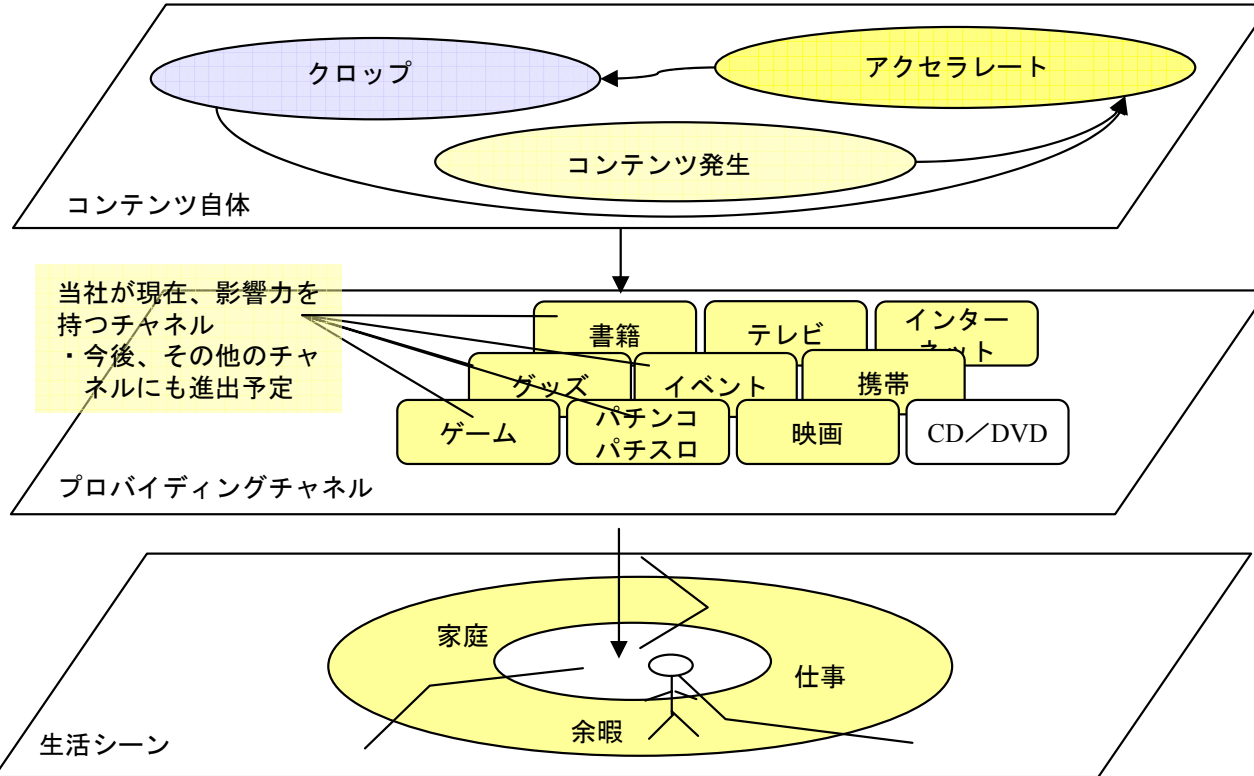 クロップ
アクセラレート
コンテンツ発生
コンテンツ自体
当社が現在、影響力を
持つチャネル
・今後、その他のチャ
ネルにも進出予定
書籍
テレビ
インター
ネット
グッズ
イベント
携帯
ゲーム
パチンコ
パチスロ
映画
CD／DVD
プロバイディングチャネル
家庭
仕事
余暇
生活シーン